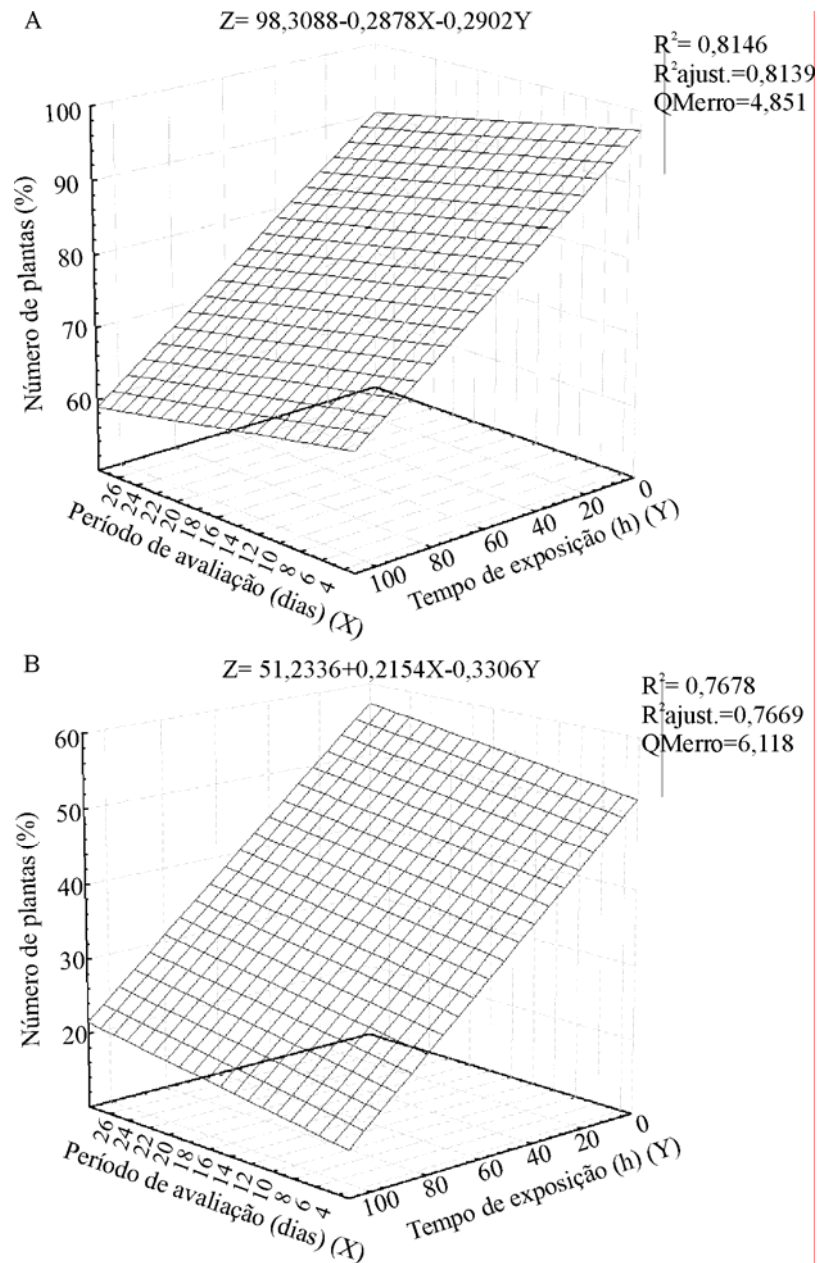 A
Z= 98,3088-0,2878X-0,2902Y
R²= 0,8146
R²ajust.=0,8139
QMerro=4,851
Número de plantas (%)
100
90
80
70
60
26
24
22
20
18
16
14
12
10
8
6
4
Período de avaliação (dias) (X)
100
80
60
40
20
0
Tempo de exposição (h) (Y)
B
Z= 51,2336+0,2154X-0,3306Y
R²= 0,7678
R²ajust.=0,7669
QMerro=6,118
Número de plantas (%)
60
50
40
30
20
26
24
22
20
18
16
14
12
10
8
6
4
Período de avaliação (dias) (X)
100
80
60
40
20
0
Tempo de exposição (h) (Y)